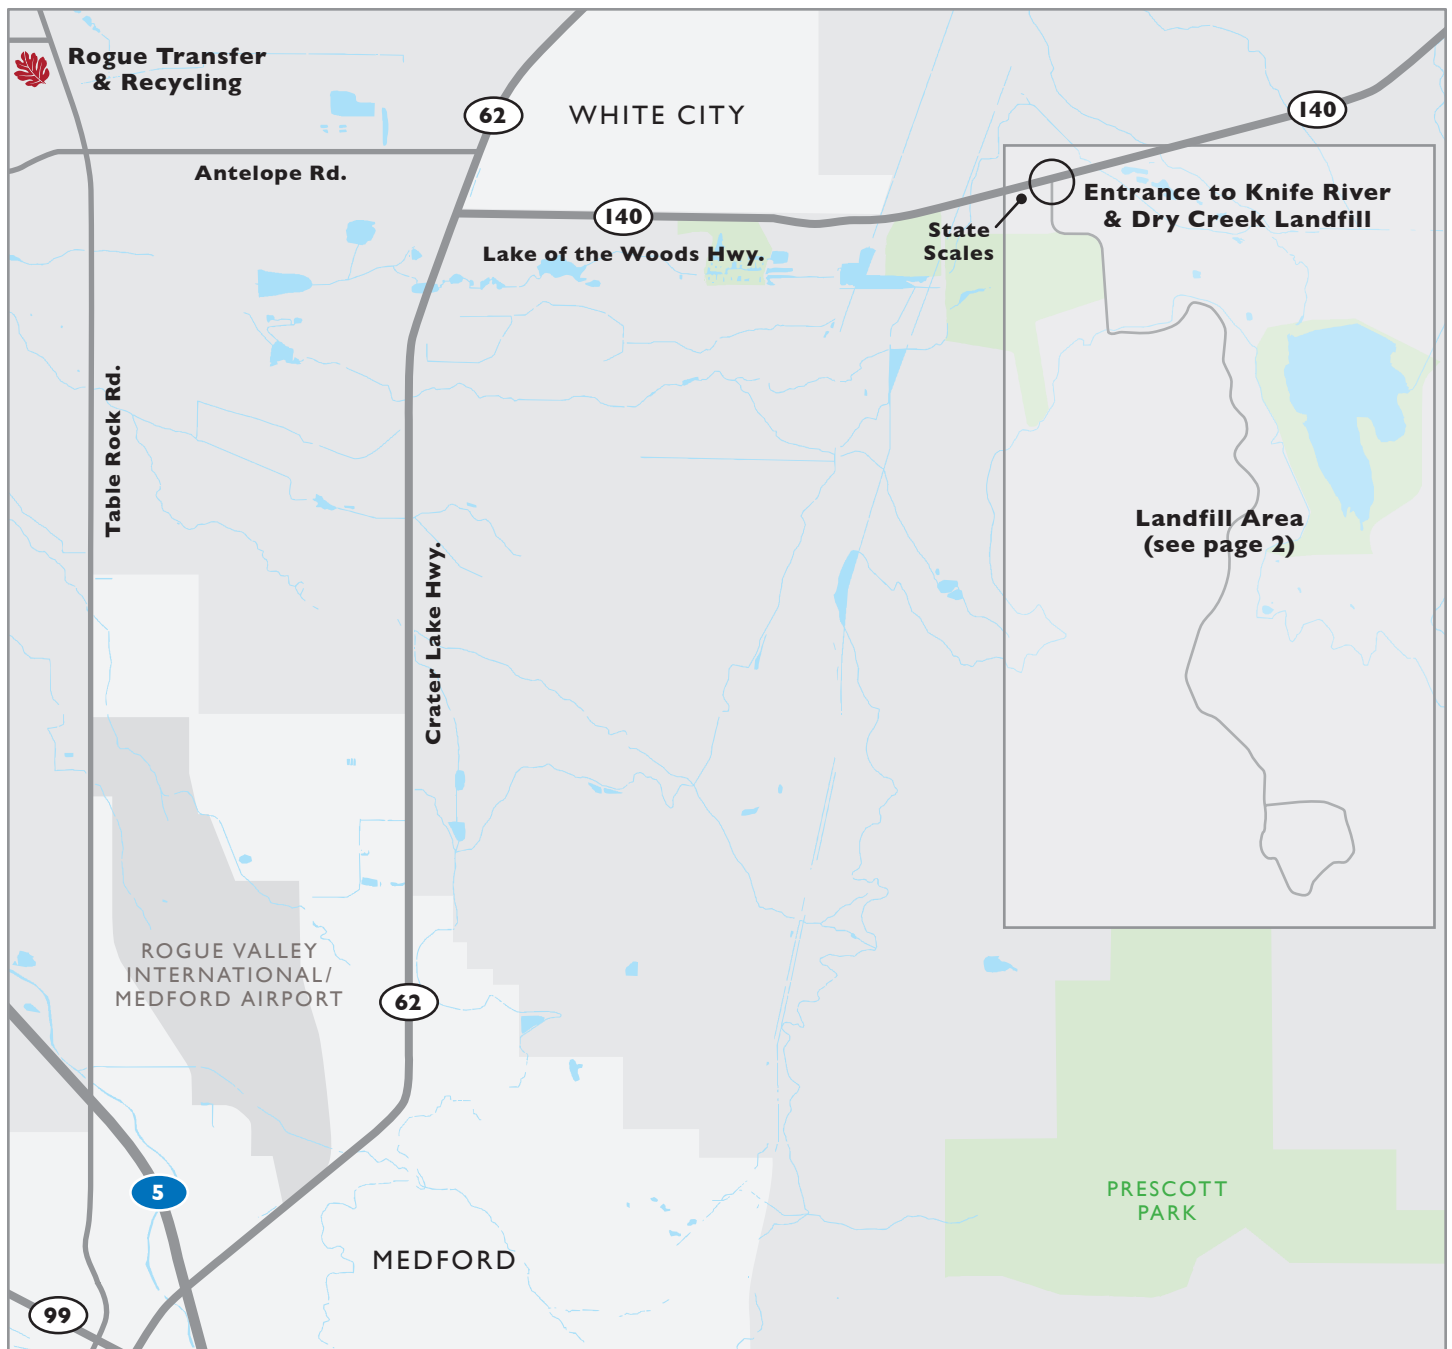 Rogue Transfer
& Recycling
62
WHITE CITY
140
Antelope Rd.
140
Lake of the Woods Hwy.
State
Scales
Entrance to Knife River
& Dry Creek Landfill
Table Rock Rd.
Crater Lake Hwy.
Landfill Area
(see page 2)
ROGUE VALLEY
INTERNATIONAL/
MEDFORD AIRPORT
62
5
PRESCOTT
PARK
MEDFORD
99